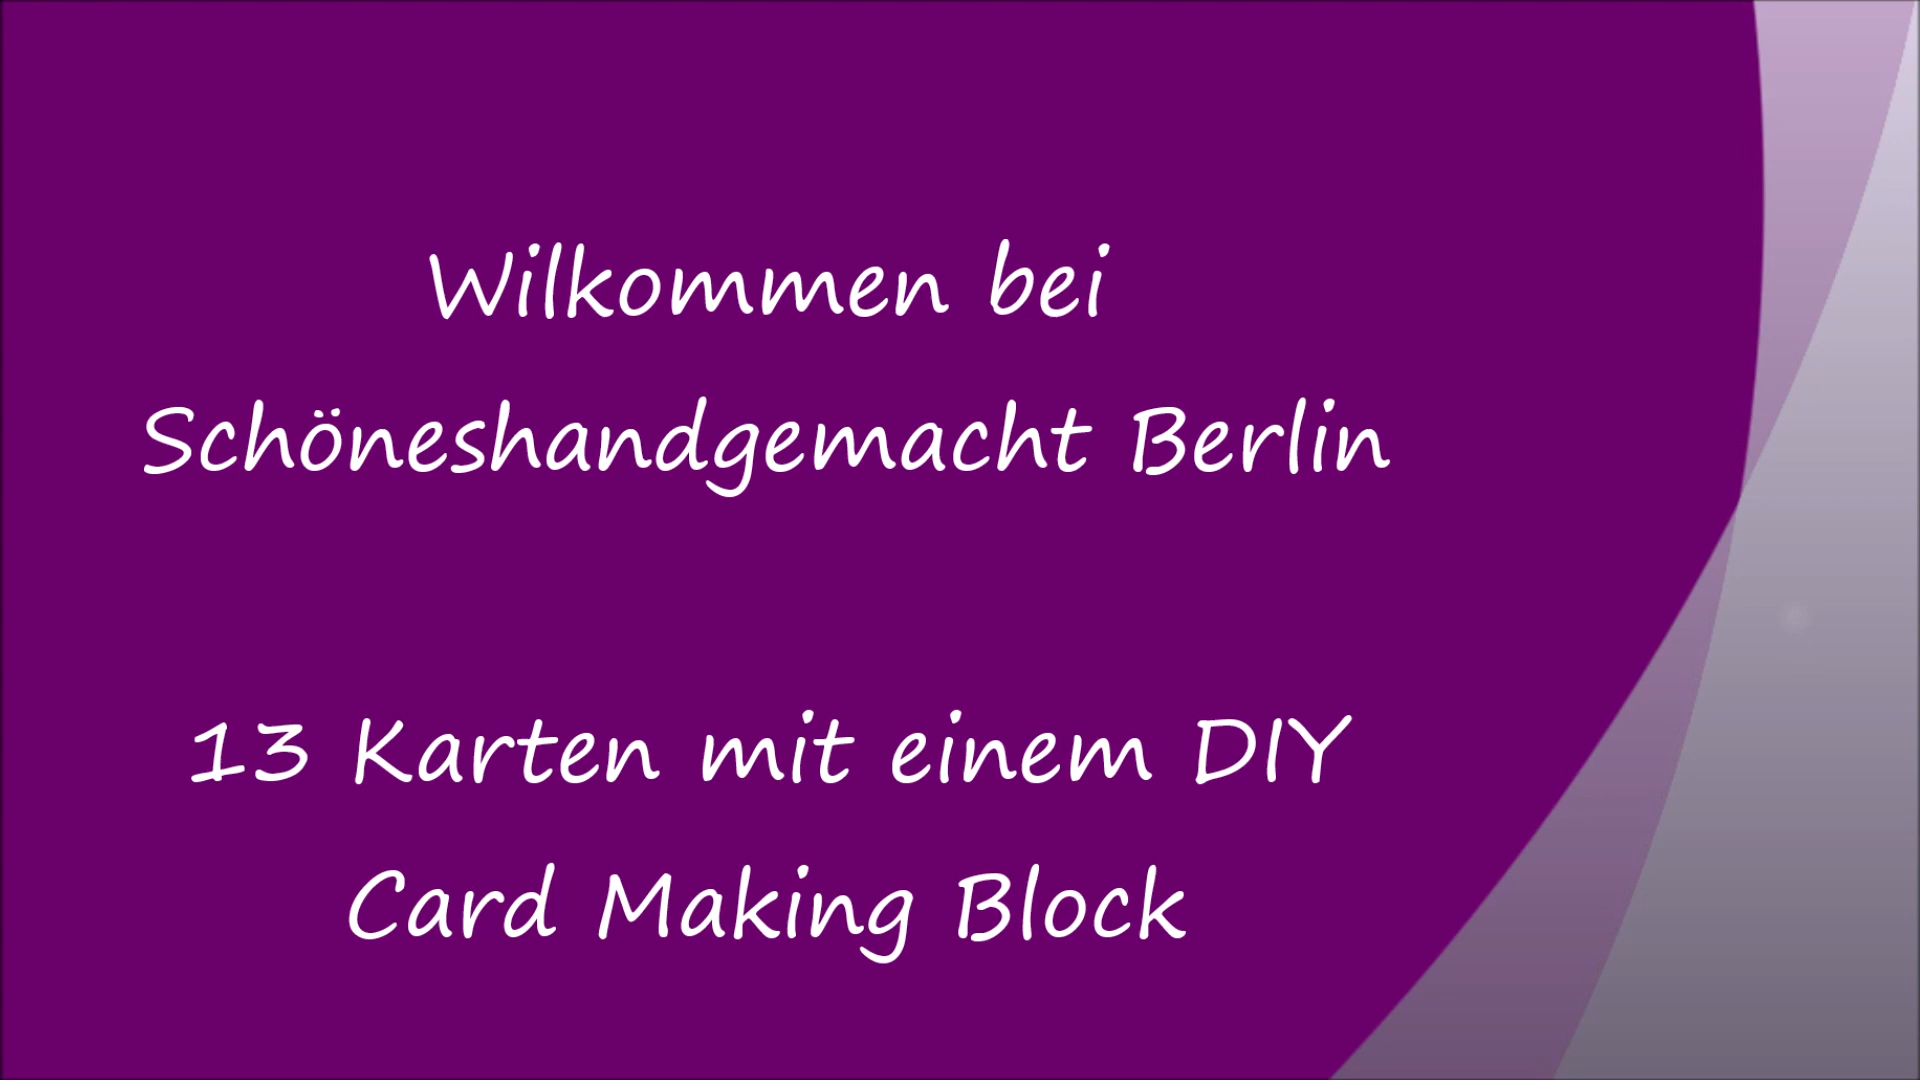 Wilkommen bei
Schöneshandgemacht Berlin
13 Karten mit einem DIY
Card Making Block